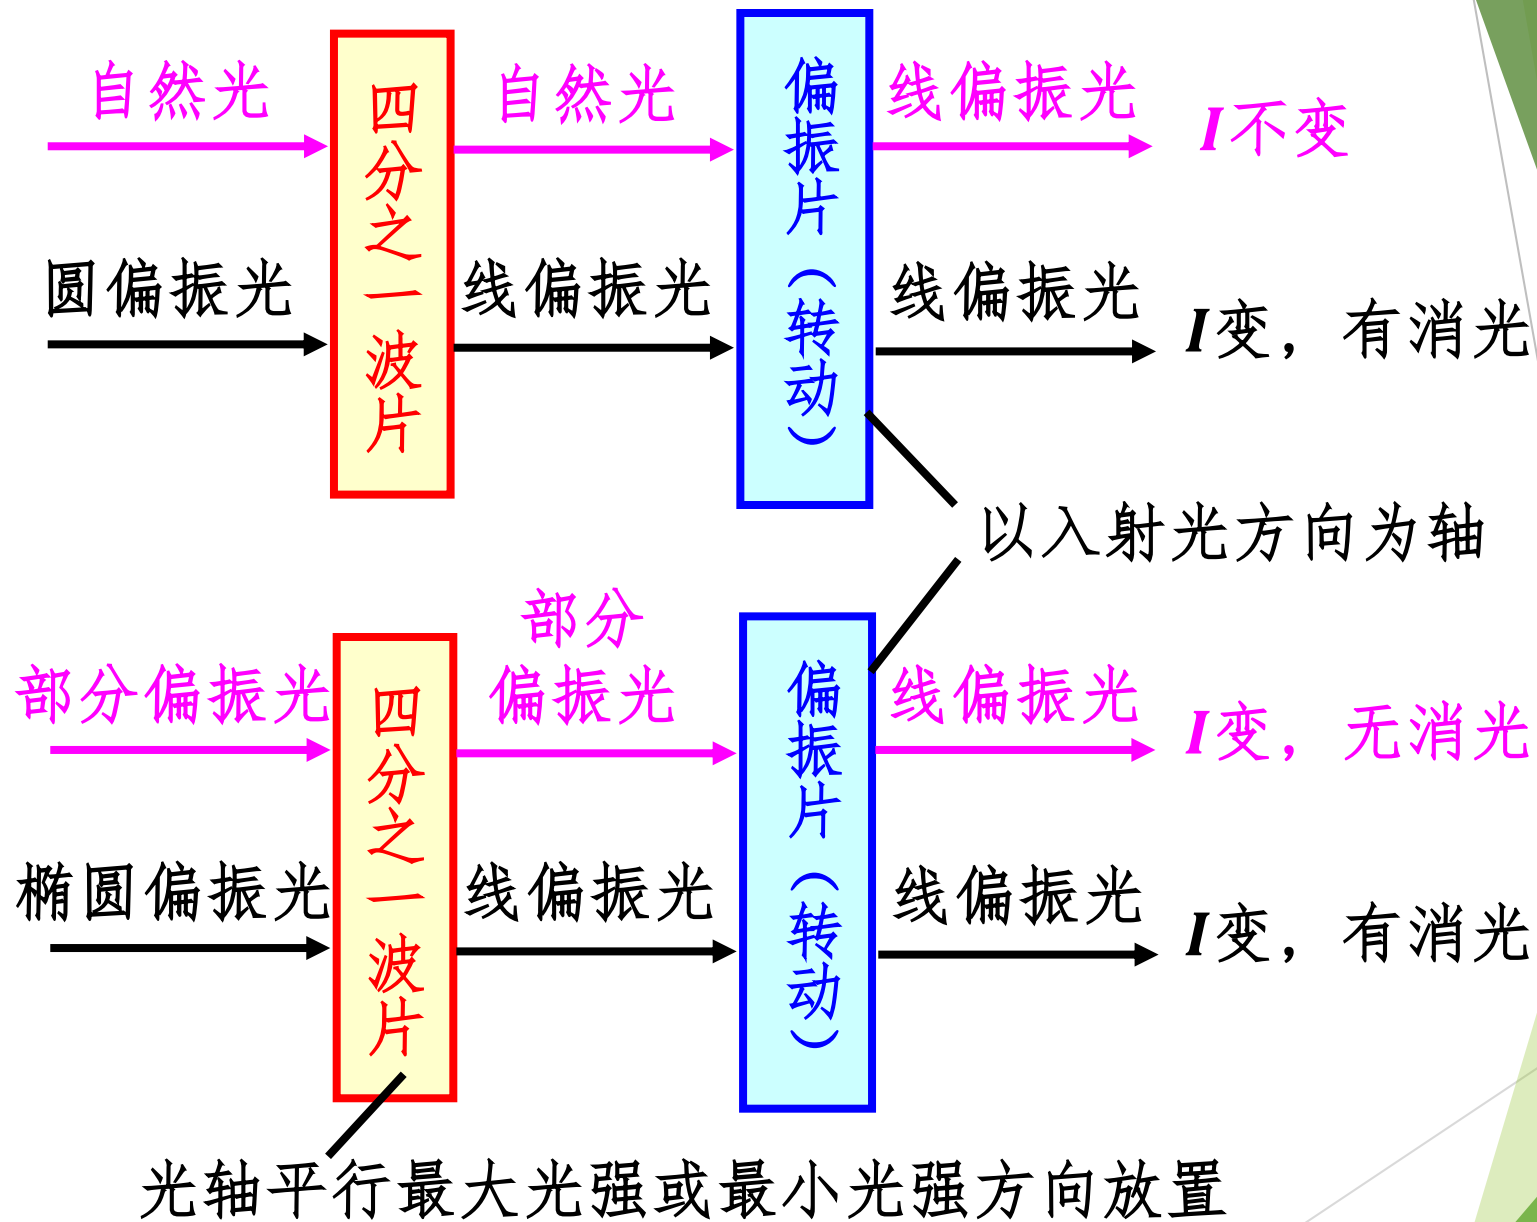 自然光
四分之一波片
自然光
偏振片（转动）
线偏振光
I不变
圆偏振光
线偏振光
线偏振光
I变，有消光
以入射光方向为轴
部分偏振光
四分之一波片
部分
偏振光
偏振片（转动）
线偏振光
I变，无消光
椭圆偏振光
线偏振光
线偏振光
I变，有消光
光轴平行最大光强或最小光强方向放置